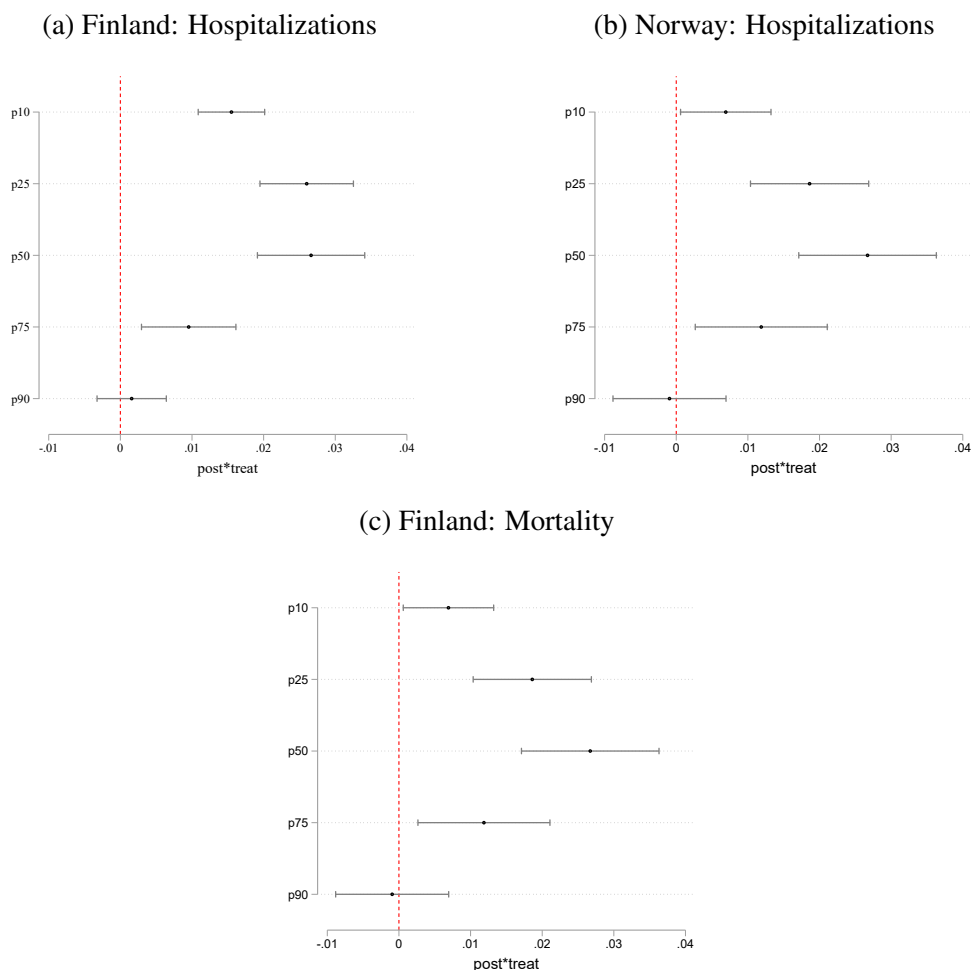 (a) Finland: Hospitalizations
p10
p25
p50
p75
p90
-.01 0 .01 .02 .03 .04
post*treat
(b) Norway: Hospitalizations
p10
p25
p50
p75
p90
-.01 0 .01 .02 .03 .04
post*treat
(c) Finland: Mortality
p10
p25
p50
p75
p90
-.01 0 .01 .02 .03 .04
post*treat